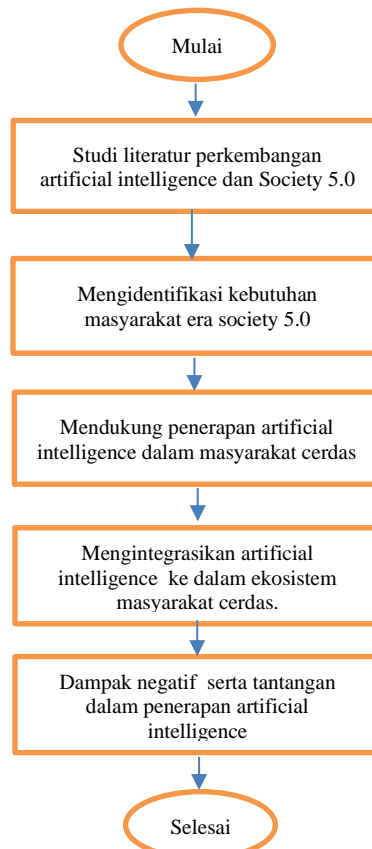 Mulai
Studi literatur perkembangan
artificial intelligence dan Society 5.0
Mengidentifikasi kebutuhan
masyarakat era society 5.0
Mendukung penerapan artificial
intelligence dalam masyarakat cerdas
Mengintegrasikan artificial
intelligence ke dalam ekosistem
masyarakat cerdas.
Dampak negatif serta tantangan
dalam penerapan artificial
intelligence
Selesai